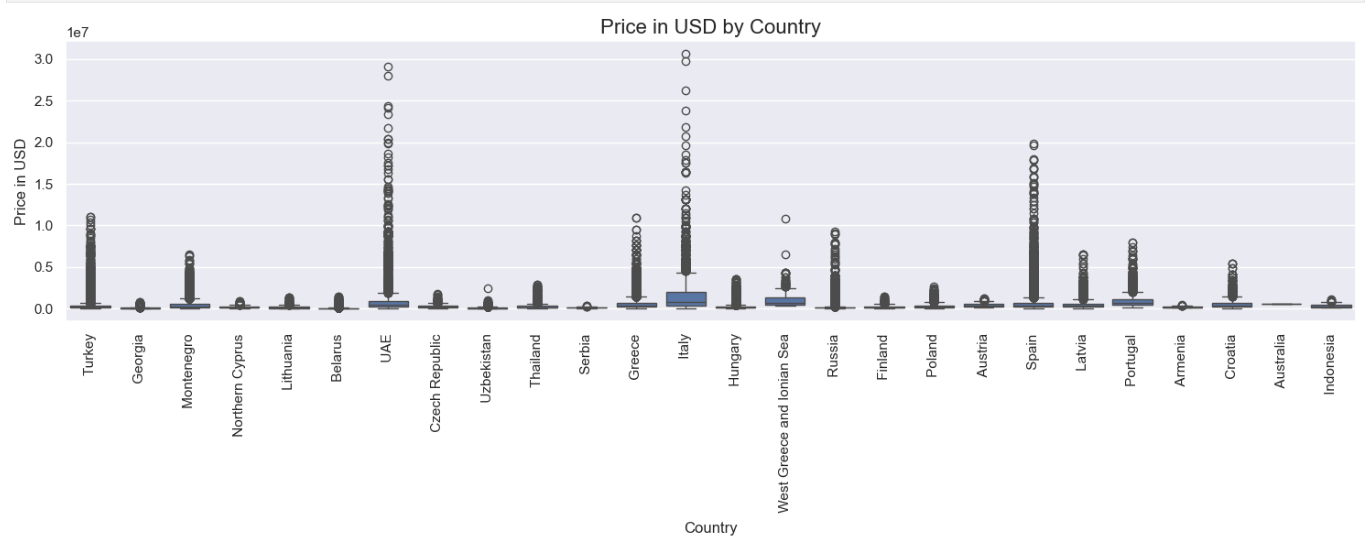 Price in USD by Country
1e7
3.0
2.5
2.0
1.5
1.0
0.5
0.0
Price in USD
Turkey
Georgia
Montenegro
Northern Cyprus
Lithuania
Belarus
UAE
Czech Republic
Uzbekistan
Thailand
Serbia
Greece
Italy
Hungary
West Greece and Ionian Sea
Russia
Finland
Poland
Austria
Spain
Latvia
Portugal
Armenia
Croatia
Australia
Indonesia
Country